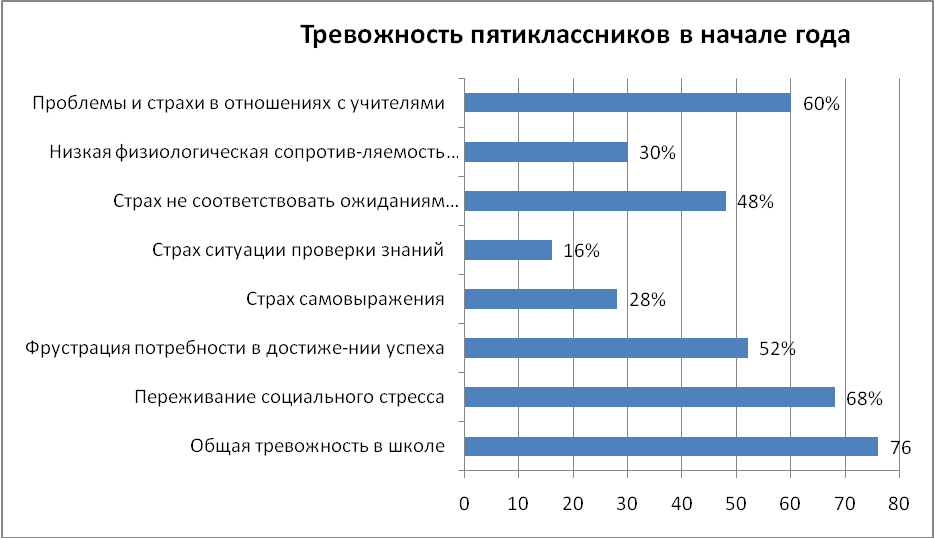 Тревожность пятиклассников в начале года
Проблемы и страхи в отношениях с учителями 60%
Низкая физиологическая сопротив-ляемость... 30%
Страх не соответствовать ожиданиям... 48%
Страх ситуации проверки знаний 16%
Страх самовыражения 28%
Фрустрация потребности в достиже-нии успеха 52%
Переживание социального стресса 68%
Общая тревожность в школе 76
0 10 20 30 40 50 60 70 80